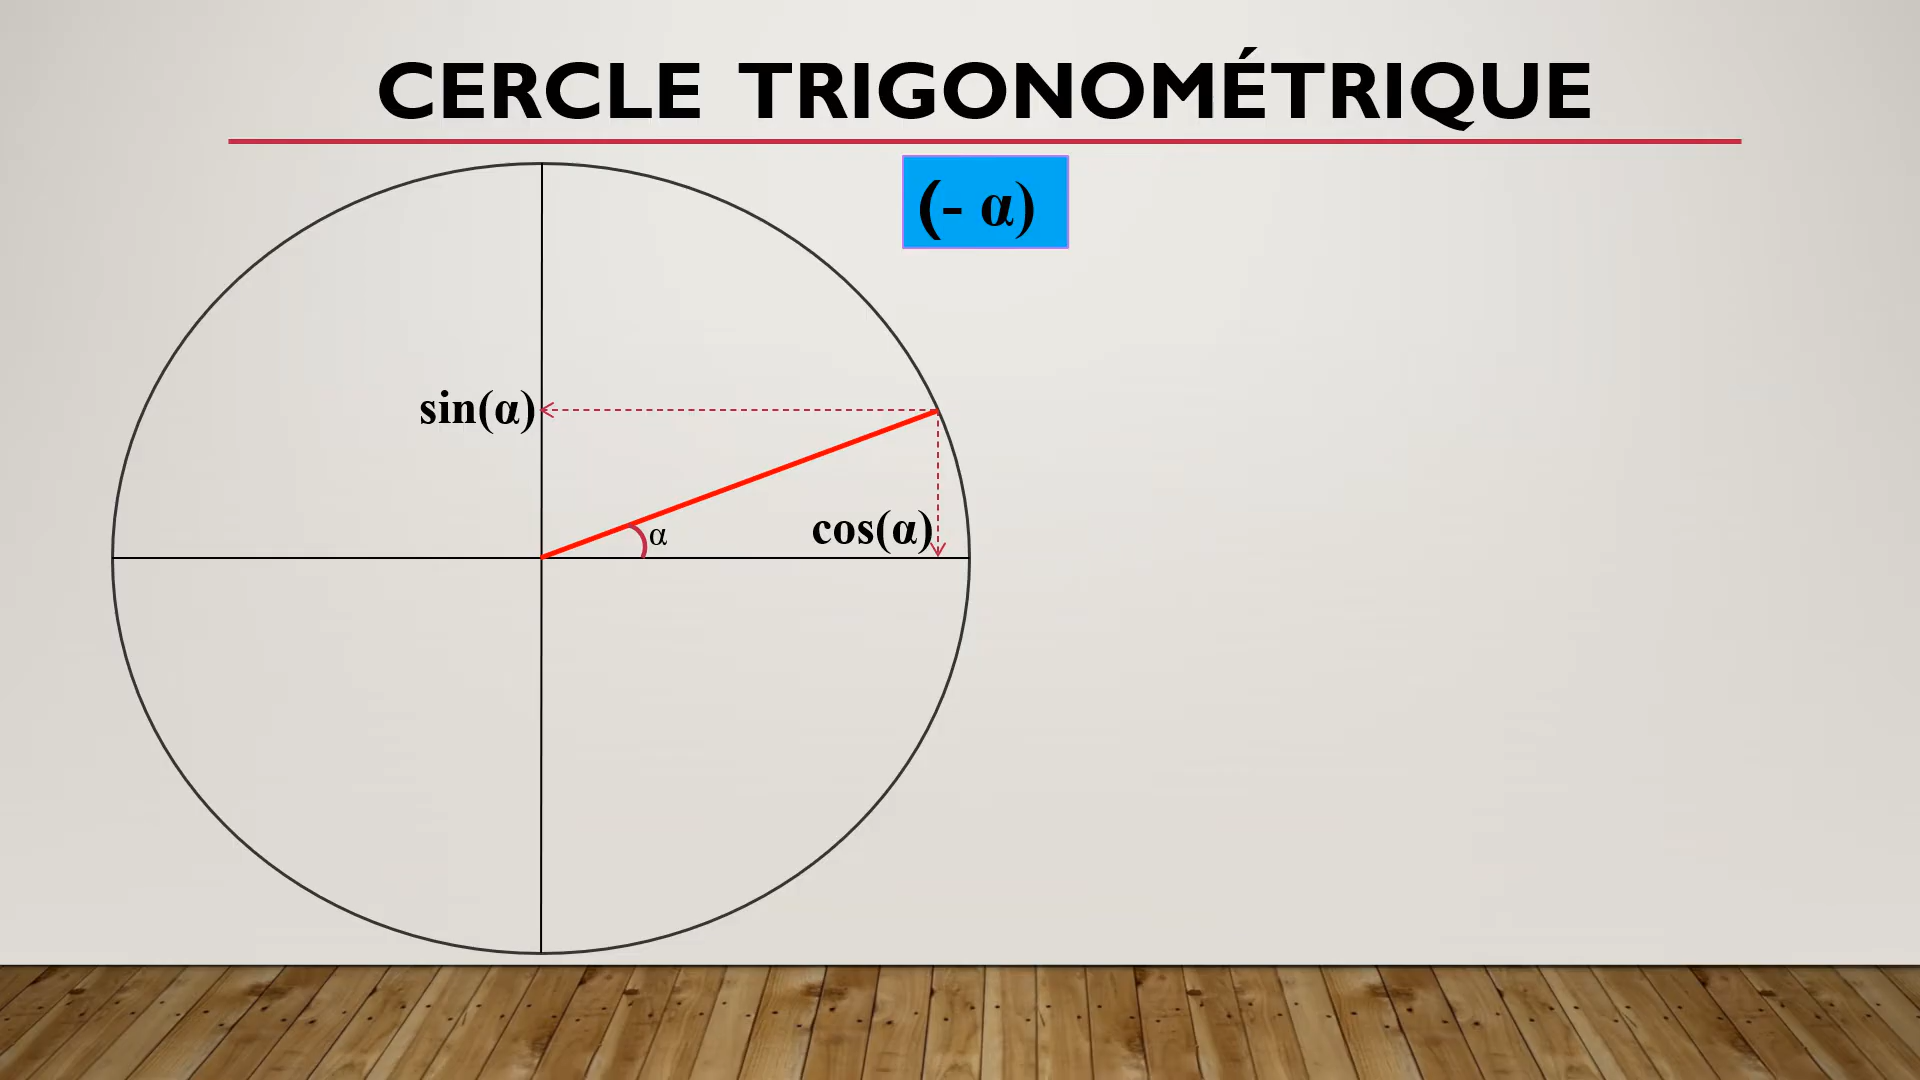 CERCLE TRIGONOMÉTRIQUE
(- α)
sin(α)
cos(α)
α